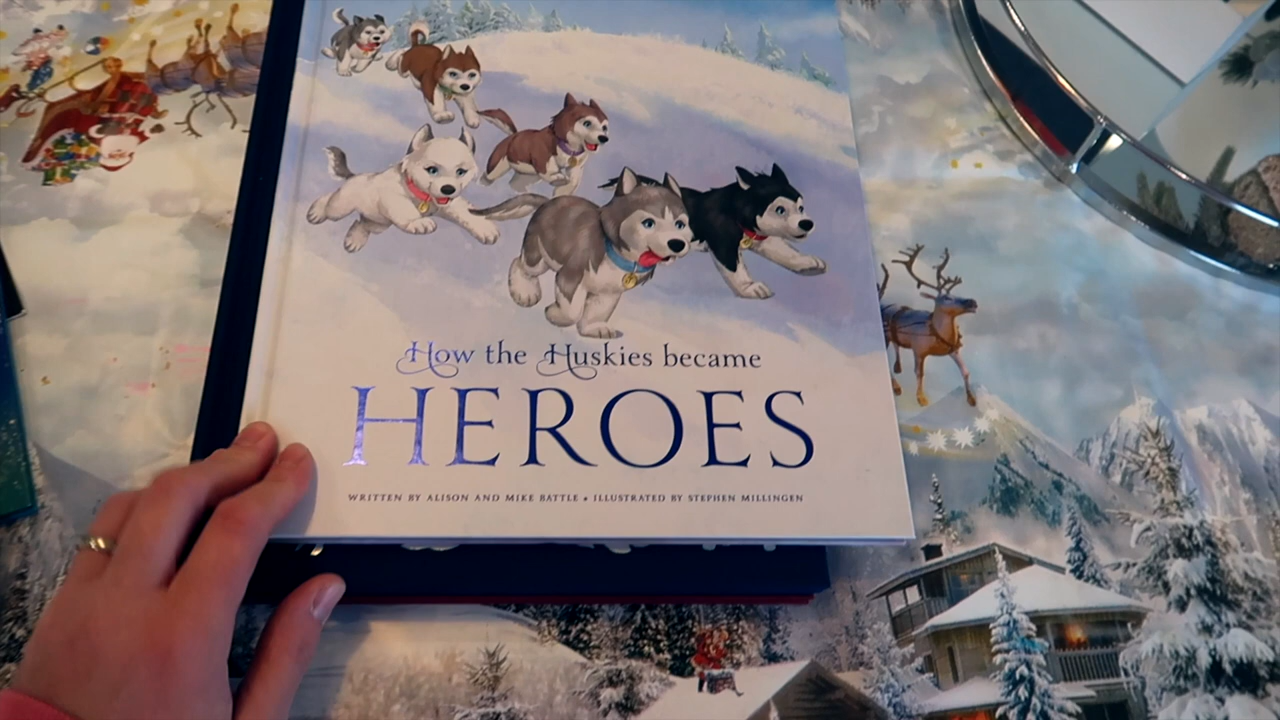 How the Huskies became
HEROES
WRITTEN BY ALISON AND MIKE BATTLE • ILLUSTRATED BY STEPHEN MILLINGEN